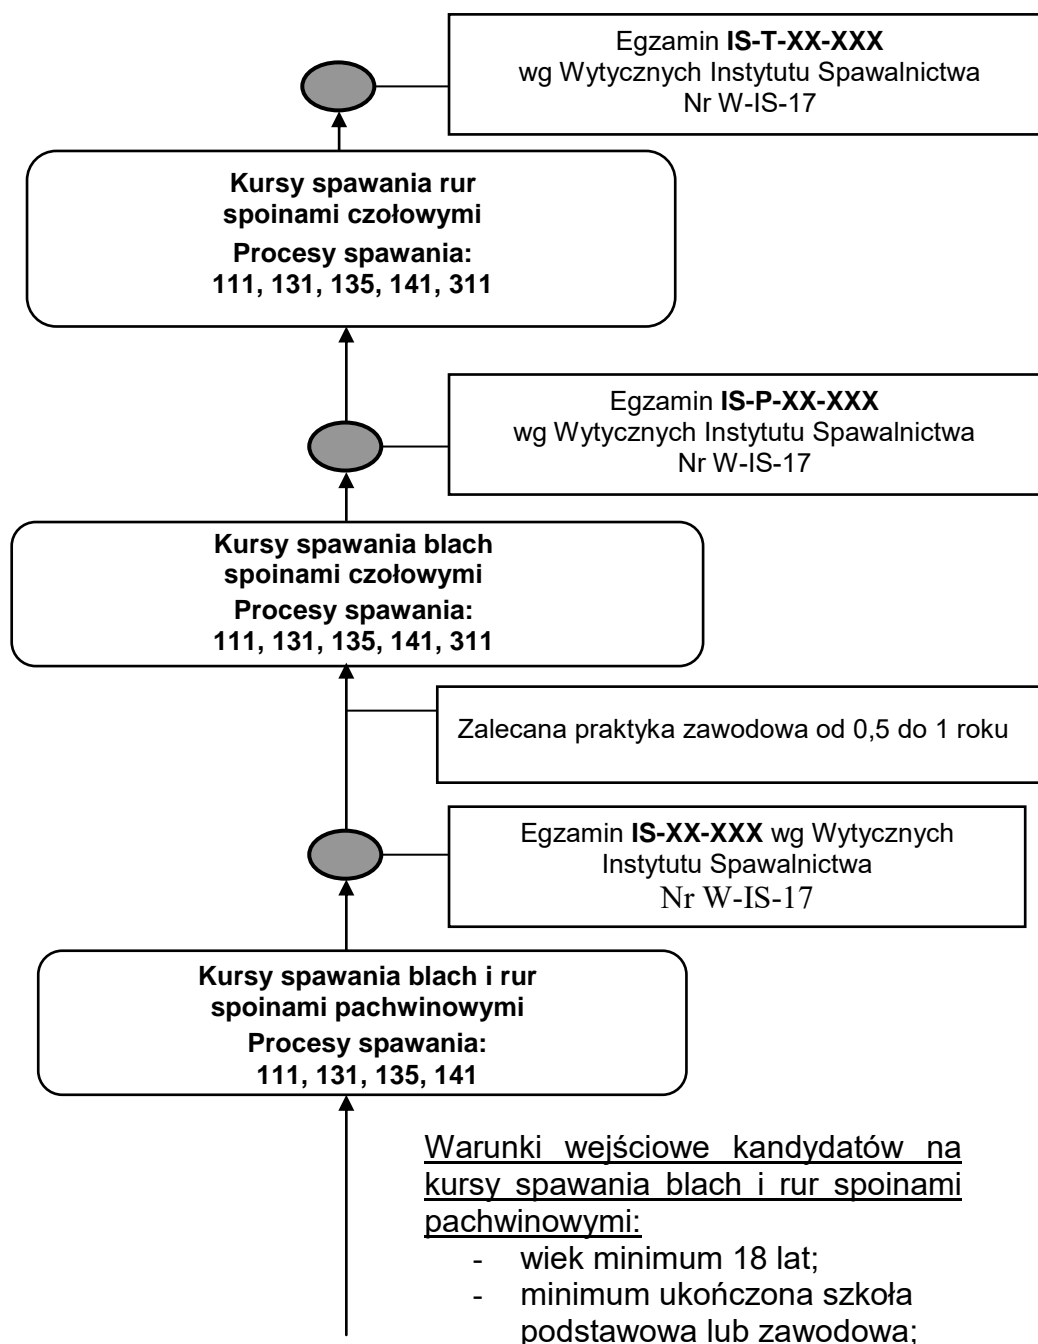 Egzamin IS-T-XX-XXX
wg Wytycznych Instytutu Spawalnictwa
Nr W-IS-17
Kursy spawania rur
spoinami czołowymi
Procesy spawania:
111, 131, 135, 141, 311
Egzamin IS-P-XX-XXX
wg Wytycznych Instytutu Spawalnictwa
Nr W-IS-17
Kursy spawania blach
spoinami czołowymi
Procesy spawania:
111, 131, 135, 141, 311
Zalecana praktyka zawodowa od 0,5 do 1 roku
Egzamin IS-XX-XXX wg Wytycznych
Instytutu Spawalnictwa
Nr W-IS-17
Kursy spawania blach i rur
spoinami pachwinowymi
Procesy spawania:
111, 131, 135, 141
Warunki wejściowe kandydatów na
kursy spawania blach i rur spoinami
pachwinowymi:
- wiek minimum 18 lat;
- minimum ukończona szkoła
podstawowa lub zawodowa;